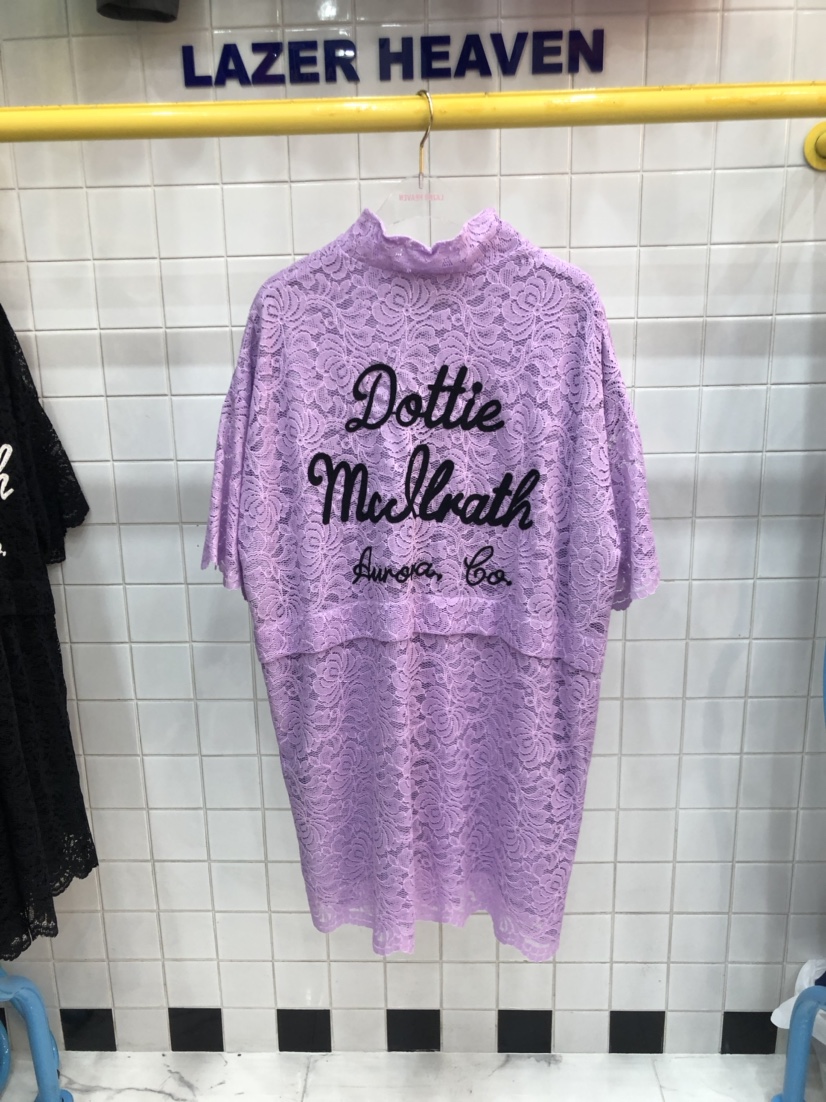 LAZER HEAVEN
Dottie
McIlrath
Aurora, Co.